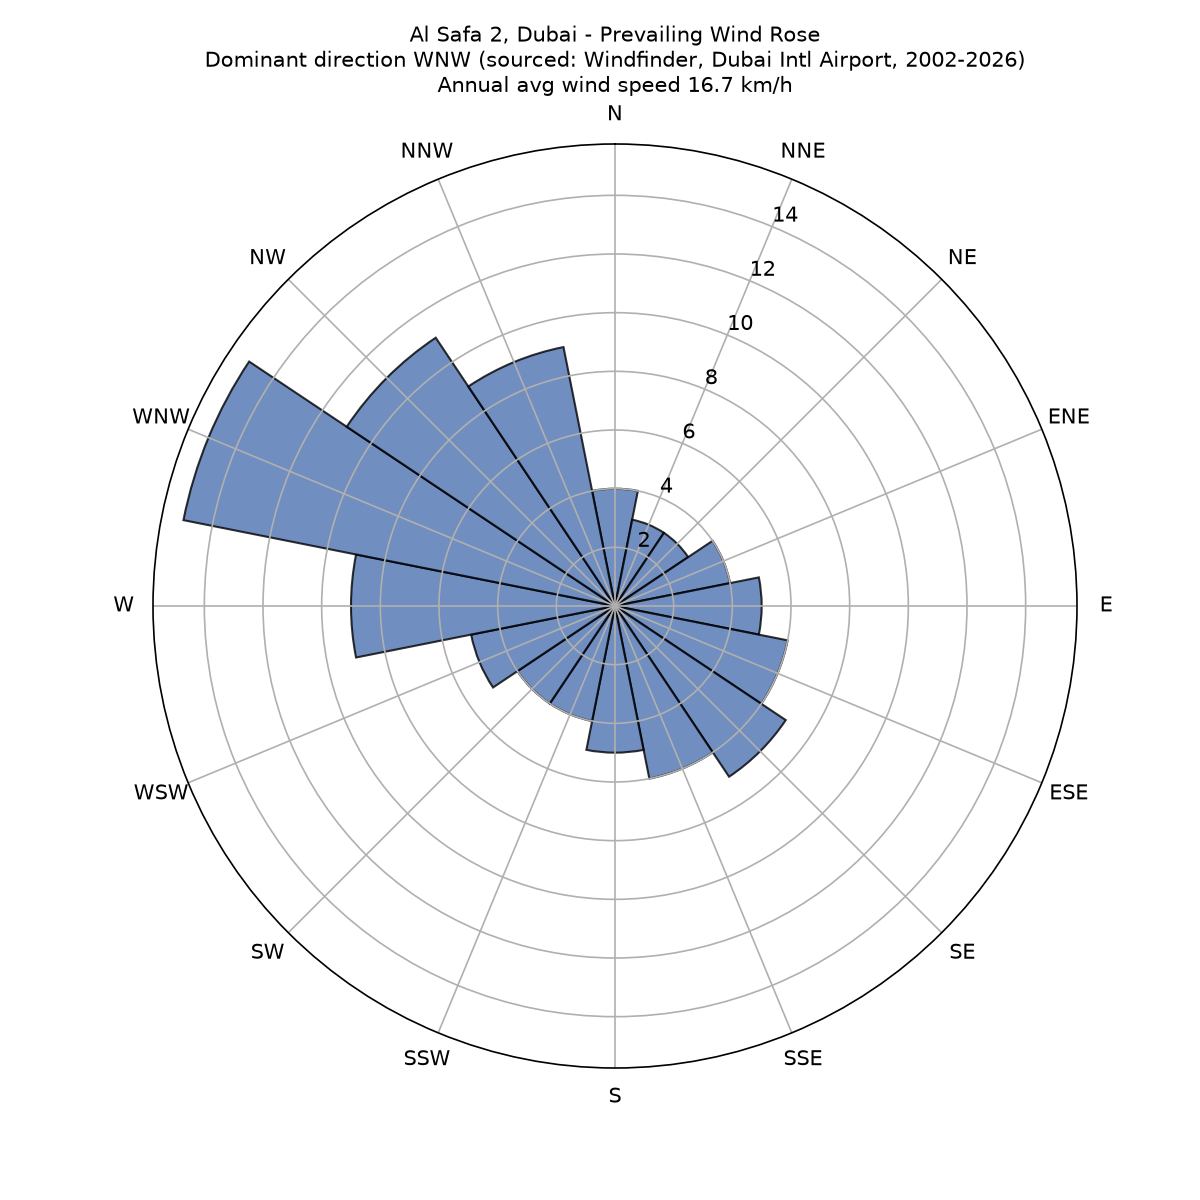 Al Safa 2, Dubai - Prevailing Wind Rose
Dominant direction WNW (sourced: Windfinder, Dubai Intl Airport, 2002-2026)
Annual avg wind speed 16.7 km/h
N
NNW
NNE
14
NW
NE
12
10
8
WNW
ENE
6
4
2
W
E
WSW
ESE
SW
SE
SSW
SSE
S